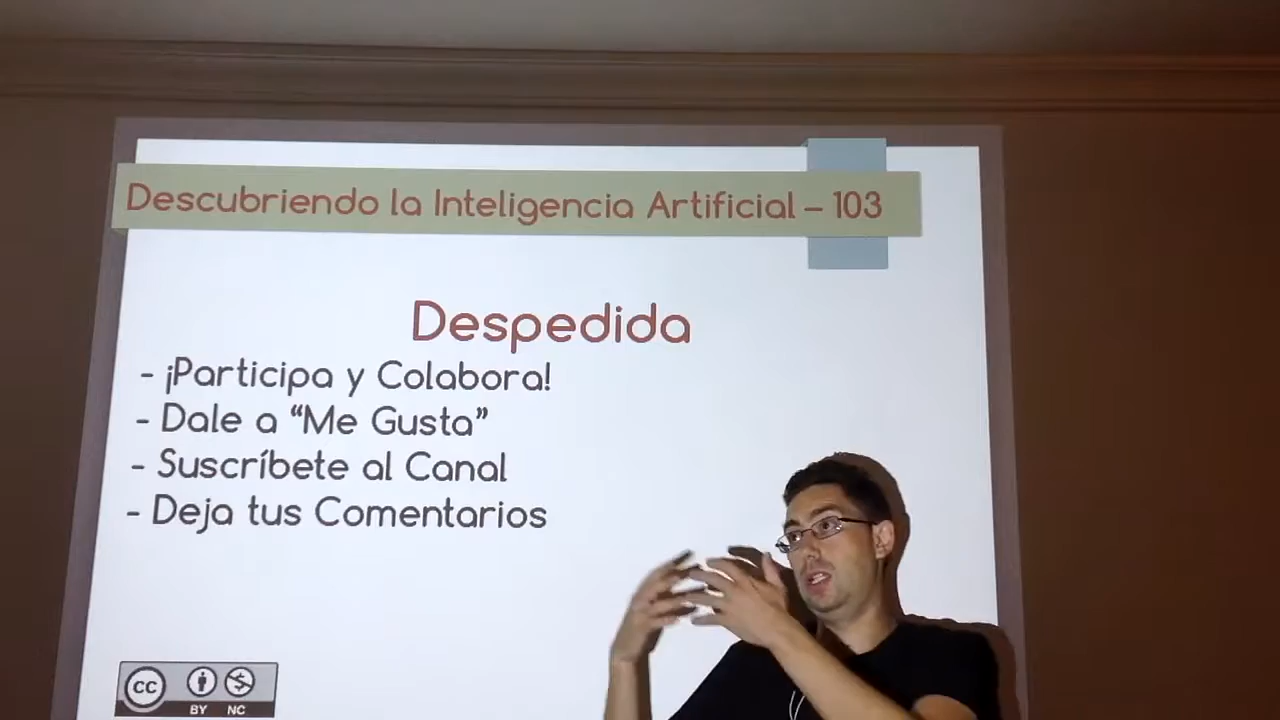 Descubriendo la Inteligencia Artificial – 103
Despedida
- ¡Participa y Colabora!
- Dale a “Me Gusta”
- Suscríbete al Canal
- Deja tus Comentarios
cc
BY NC